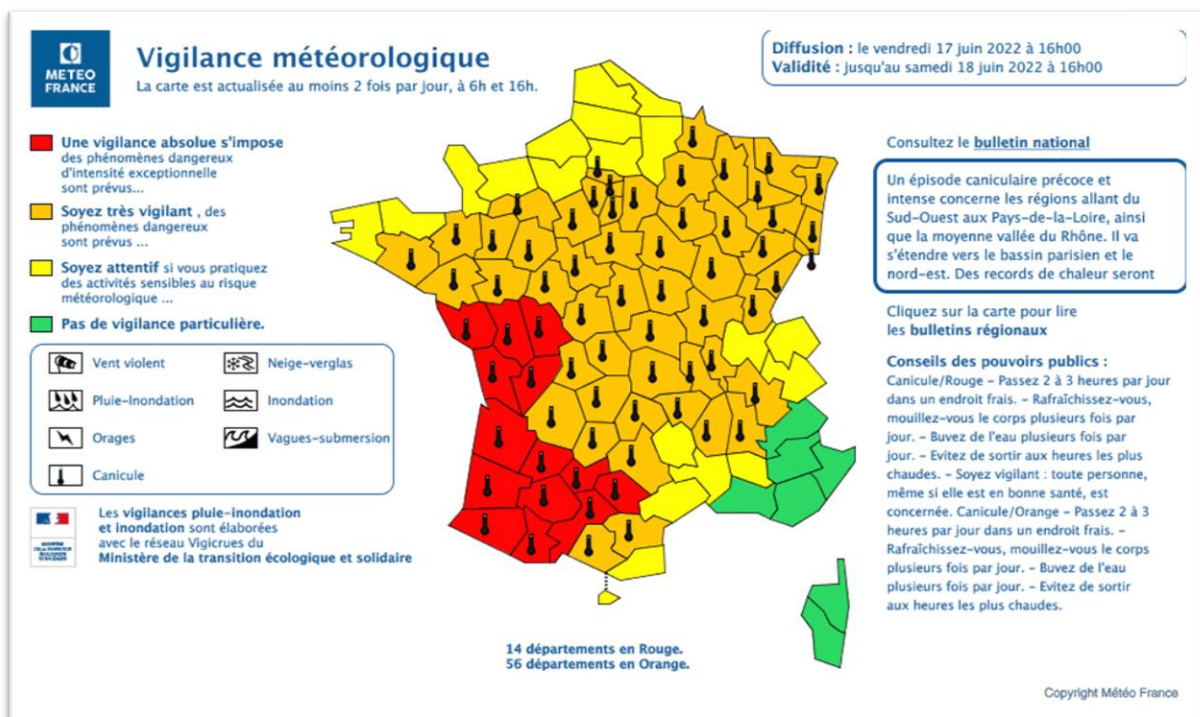 METEO
FRANCE
Vigilance météorologique
La carte est actualisée au moins 2 fois par jour, à 6h et 16h.
Diffusion : le vendredi 17 juin 2022 à 16h00
Validité : jusqu'au samedi 18 juin 2022 à 16h00
Une vigilance absolue s'impose
des phénomènes dangereux
d'intensité exceptionnelle
sont prévus...
Soyez très vigilant , des
phénomènes dangereux
sont prévus ...
Soyez attentif si vous pratiquez
des activités sensibles au risque
météorologique ...
Pas de vigilance particulière.
Vent violent
Neige-verglas
Pluie-Inondation
Inondation
Orages
Vagues-submersion
Canicule
Les vigilances pluie-inondation
et inondation sont élaborées
avec le réseau Vigicrues du
Ministère de la transition écologique et solidaire
14 départements en Rouge.
56 départements en Orange.
Consultez le bulletin national
Un épisode caniculaire précoce et
intense concerne les régions allant du
Sud-Ouest aux Pays-de-la-Loire, ainsi
que la moyenne vallée du Rhône. Il va
s'étendre vers le bassin parisien et le
nord-est. Des records de chaleur seront
Cliquez sur la carte pour lire
les bulletins régionaux
Conseils des pouvoirs publics :
Canicule/Rouge – Passez 2 à 3 heures par jour
dans un endroit frais. – Rafraîchissez-vous,
mouillez-vous le corps plusieurs fois par
jour. – Buvez de l'eau plusieurs fois par
jour. – Evitez de sortir aux heures les plus
chaudes. – Soyez vigilant : toute personne,
même si elle est en bonne santé, est
concernée. Canicule/Orange – Passez 2 à 3
heures par jour dans un endroit frais. –
Rafraîchissez-vous, mouillez-vous le corps
plusieurs fois par jour. – Buvez de l'eau
plusieurs fois par jour. – Evitez de sortir
aux heures les plus chaudes.
Copyright Météo France